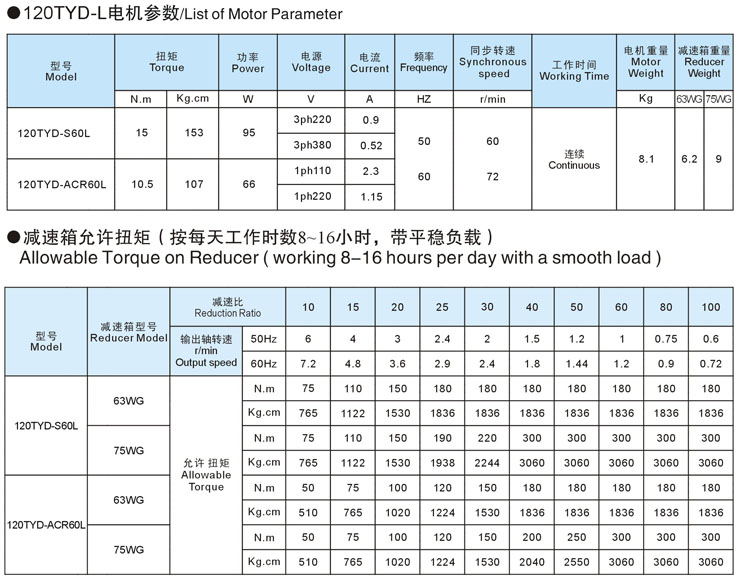 ●120TYD-L电机参数/List of Motor Parameter
型号 Model 扭矩 Torque 功率 Power 电源 Voltage 电流 Current 频率 Frequency 同步转速 Synchronous speed 工作时间 Working Time 电机重量 Motor Weight 减速箱重量 Reducer Weight
N.m Kg.cm W V A HZ r/min Kg 63WG 75WG
120TYD-S60L 15 153 95 3ph220 0.9 50 60 连续 Continuous 8.1 6.2 9
3ph380 0.52
120TYD-ACR60L 10.5 107 66 1ph110 2.3 60 72
1ph220 1.15
●减速箱允许扭矩（按每天工作时数8~16小时，带平稳负载）
Allowable Torque on Reducer ( working 8-16 hours per day with a smooth load )
型号 Model 减速箱型号 Reducer Model 减速比 Reduction Ratio 10 15 20 25 30 40 50 60 80 100
输出轴转速 r/min Output speed 50Hz 6 4 3 2.4 2 1.5 1.2 1 0.75 0.6
60Hz 7.2 4.8 3.6 2.9 2.4 1.8 1.44 1.2 0.9 0.72
120TYD-S60L 63WG 允许扭矩 Allowable Torque N.m 75 110 150 180 180 180 180 180 180 180
Kg.cm 765 1122 1530 1836 1836 1836 1836 1836 1836 1836
75WG N.m 75 110 150 190 220 300 300 300 300 300
Kg.cm 765 1122 1530 1938 2244 3060 3060 3060 3060 3060
120TYD-ACR60L 63WG N.m 50 75 100 120 150 180 180 180 180 180
Kg.cm 510 765 1020 1224 1530 1836 1836 1836 1836 1836
75WG N.m 50 75 100 120 150 200 250 300 300 300
Kg.cm 510 765 1020 1224 1530 2040 2550 3060 3060 3060